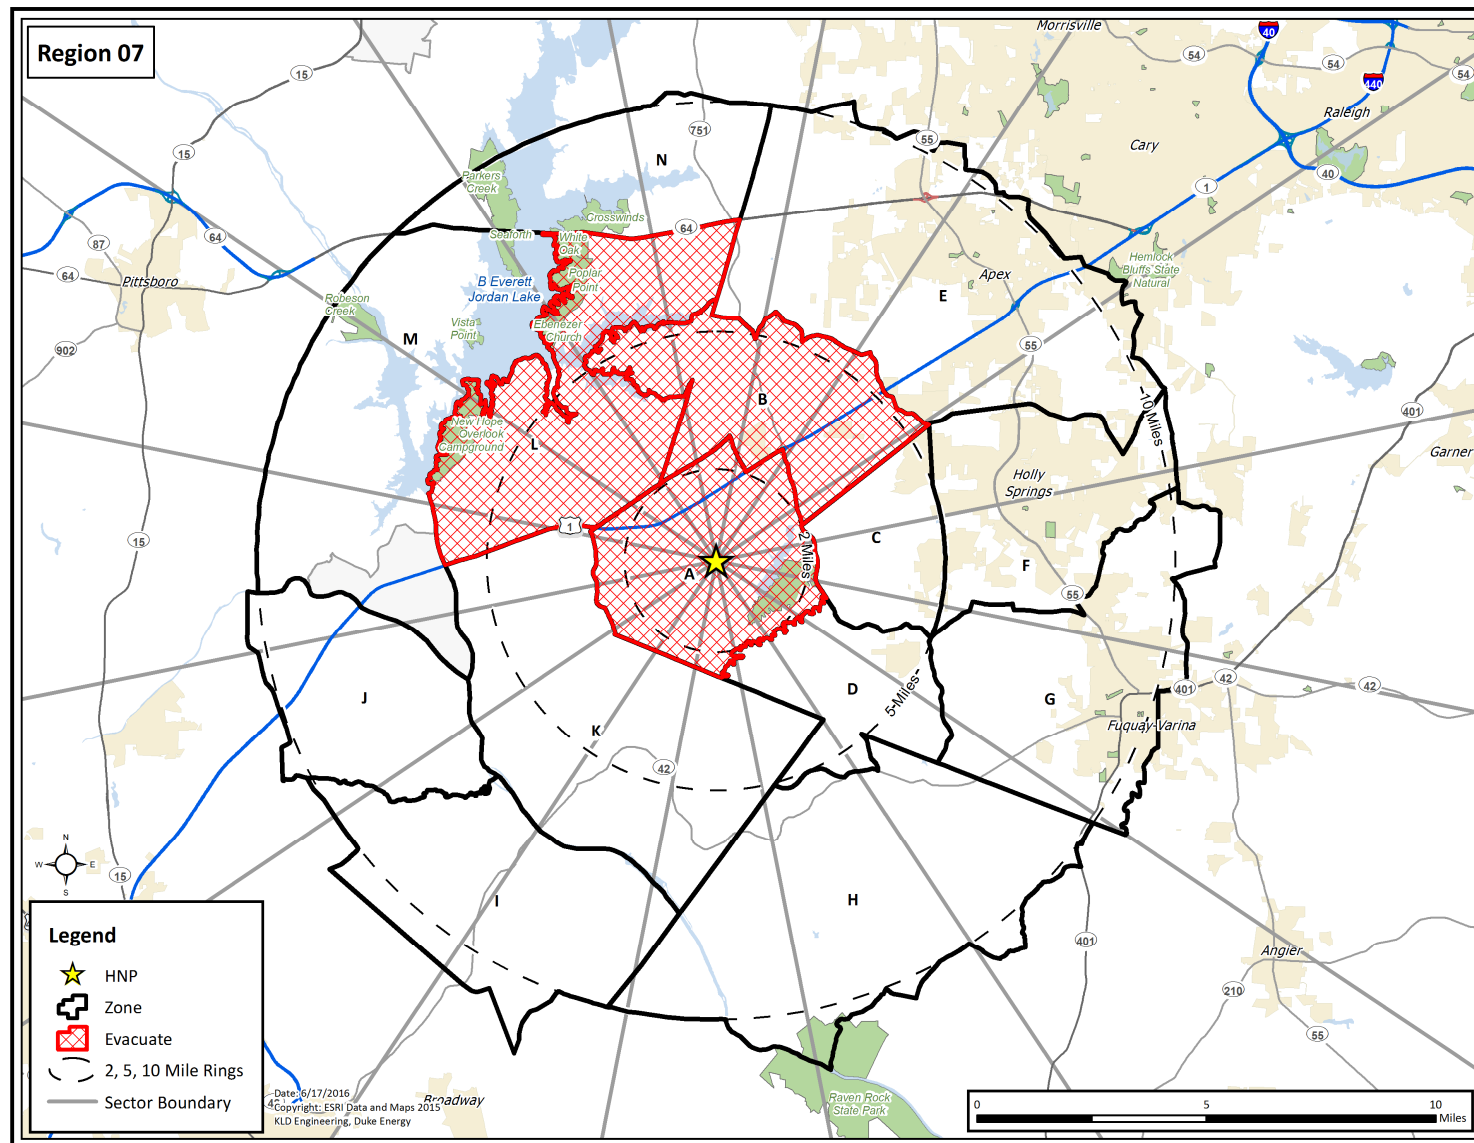 Region 07
Morrisville
40
54
54
54
440
15
Raleigh
751
55
Cary
15
N
40
Parkers
Creek
1
Crosswinds
64
64
Seaforth
White
Oak
87
Hemlock
Bluffs State
Natural
64
Pittsboro
Poplar
Point
Apex
B Everett
Jordan Lake
E
Robeson
Creek
Vista
Point
Ebenezer
Church
M
55
902
B
10 Miles
401
New Hope
Overlook
Campground
L
Garner
Holly
Springs
1
15
C
2 Miles
A
F
55
42
42
401
D
5 Miles
J
G
Fuquay-Varina
K
42
N
W
E
S
15
I
H
401
Angier
210
55
Legend
HNP
Zone
Evacuate
2, 5, 10 Mile Rings
Sector Boundary
Date: 6/17/2016
Copyright: ESRI Data and Maps 2015
KLD Engineering, Duke Energy
Broadway
Raven Rock
State Park
0
5
10
Miles